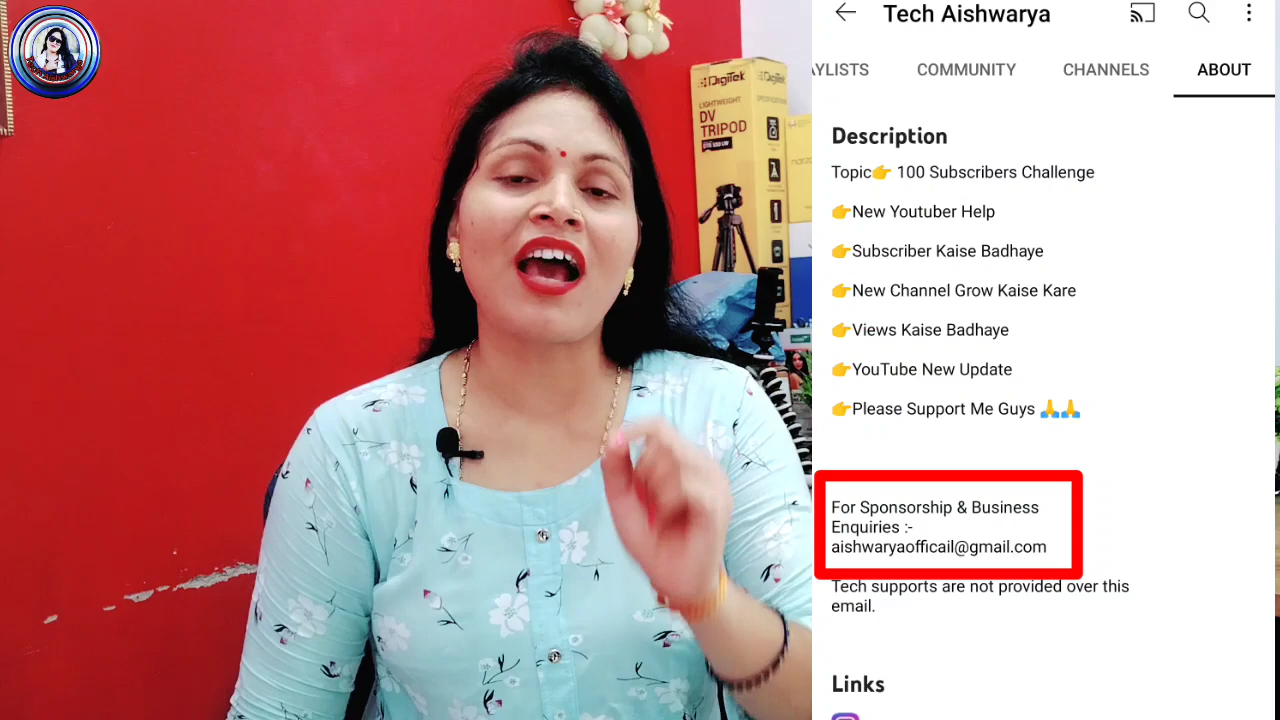 Tech Aishwarya
AYLISTS COMMUNITY CHANNELS ABOUT
Description
Topic👉 100 Subscribers Challenge
👉New Youtuber Help
👉Subscriber Kaise Badhaye
👉New Channel Grow Kaise Kare
👉Views Kaise Badhaye
👉YouTube New Update
👉Please Support Me Guys 🙏🙏
For Sponsorship & Business
Enquiries :-
aishwaryaofficail@gmail.com
Tech supports are not provided over this
email.
Links
DIGITEK
LIGHTWEIGHT
DV
TRIPOD